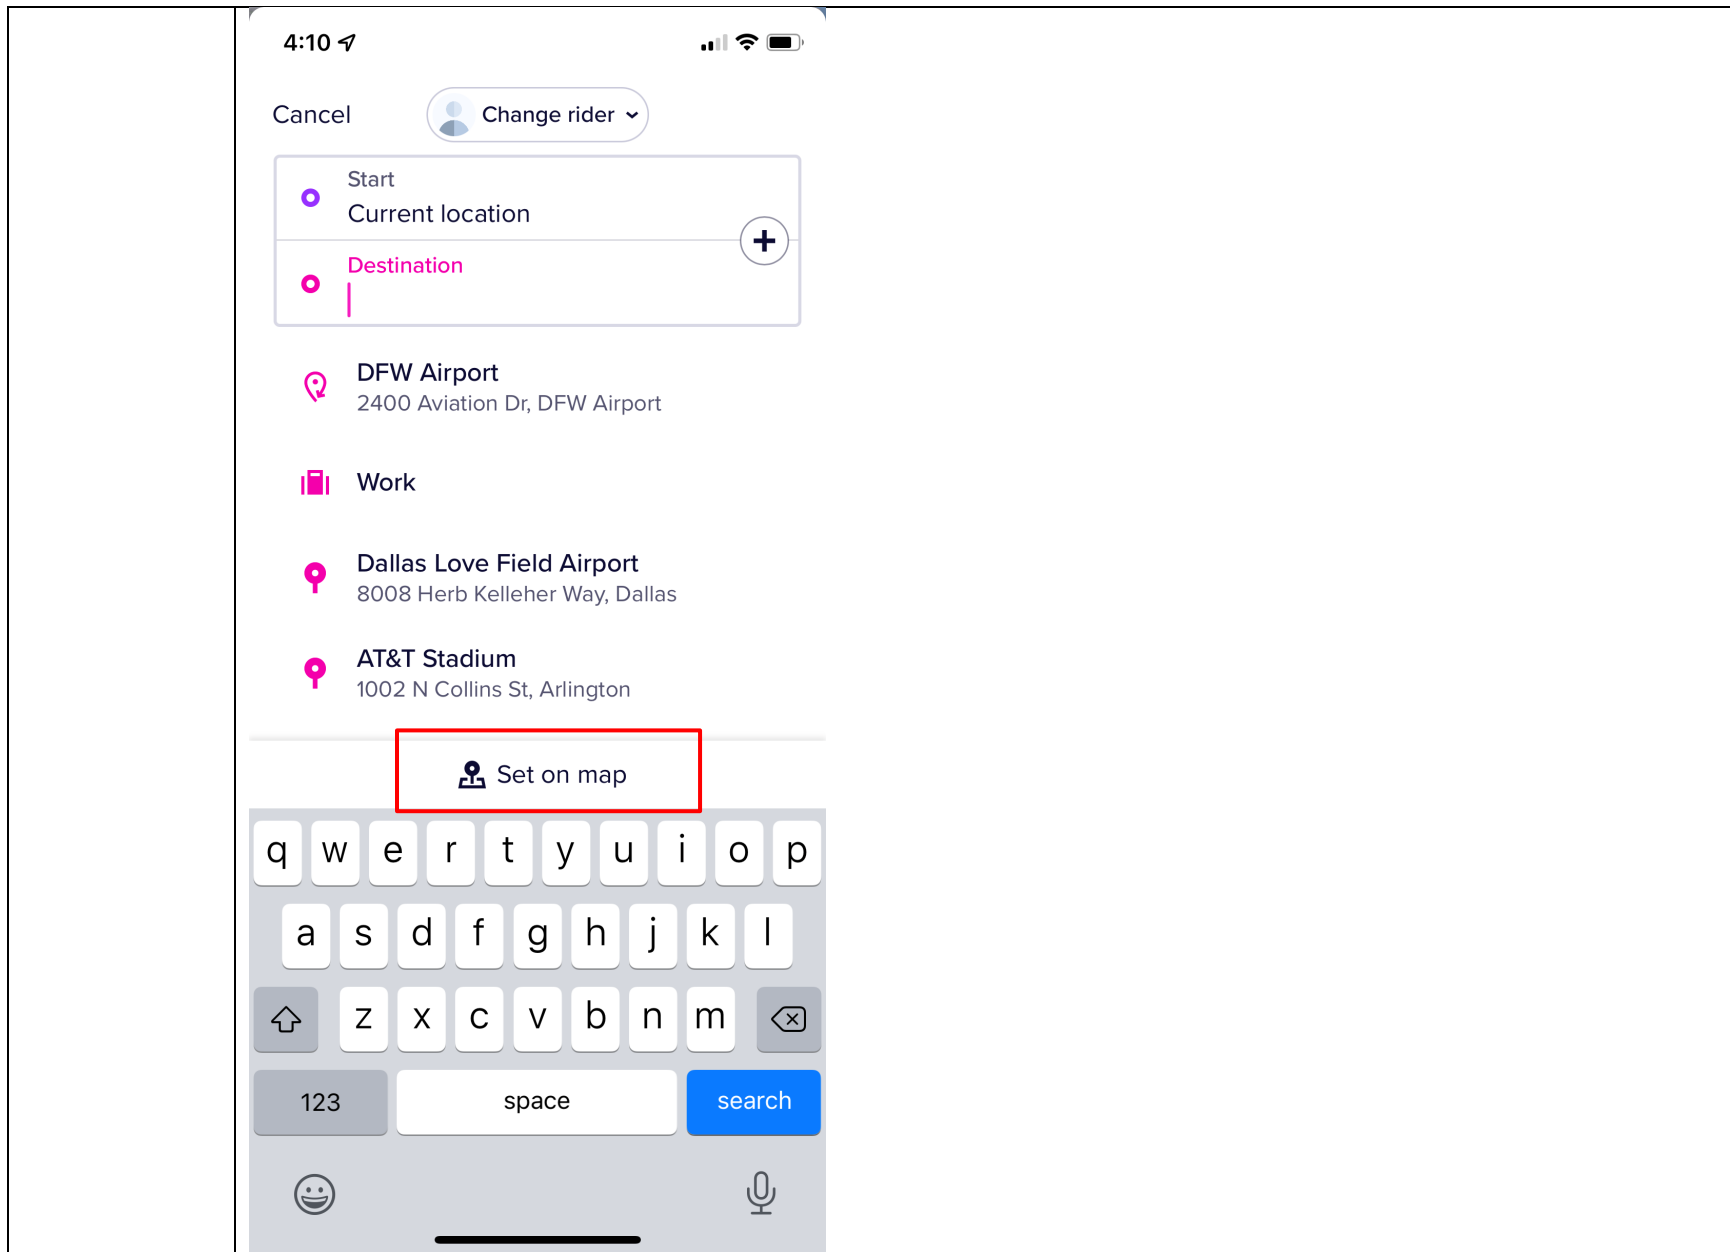 4:10
Cancel
Change rider
Start
Current location
Destination
DFW Airport
2400 Aviation Dr, DFW Airport
Work
Dallas Love Field Airport
8008 Herb Kelleher Way, Dallas
AT&T Stadium
1002 N Collins St, Arlington
Set on map
q w e r t y u i o p
a s d f g h j k l
z x c v b n m
123 space search